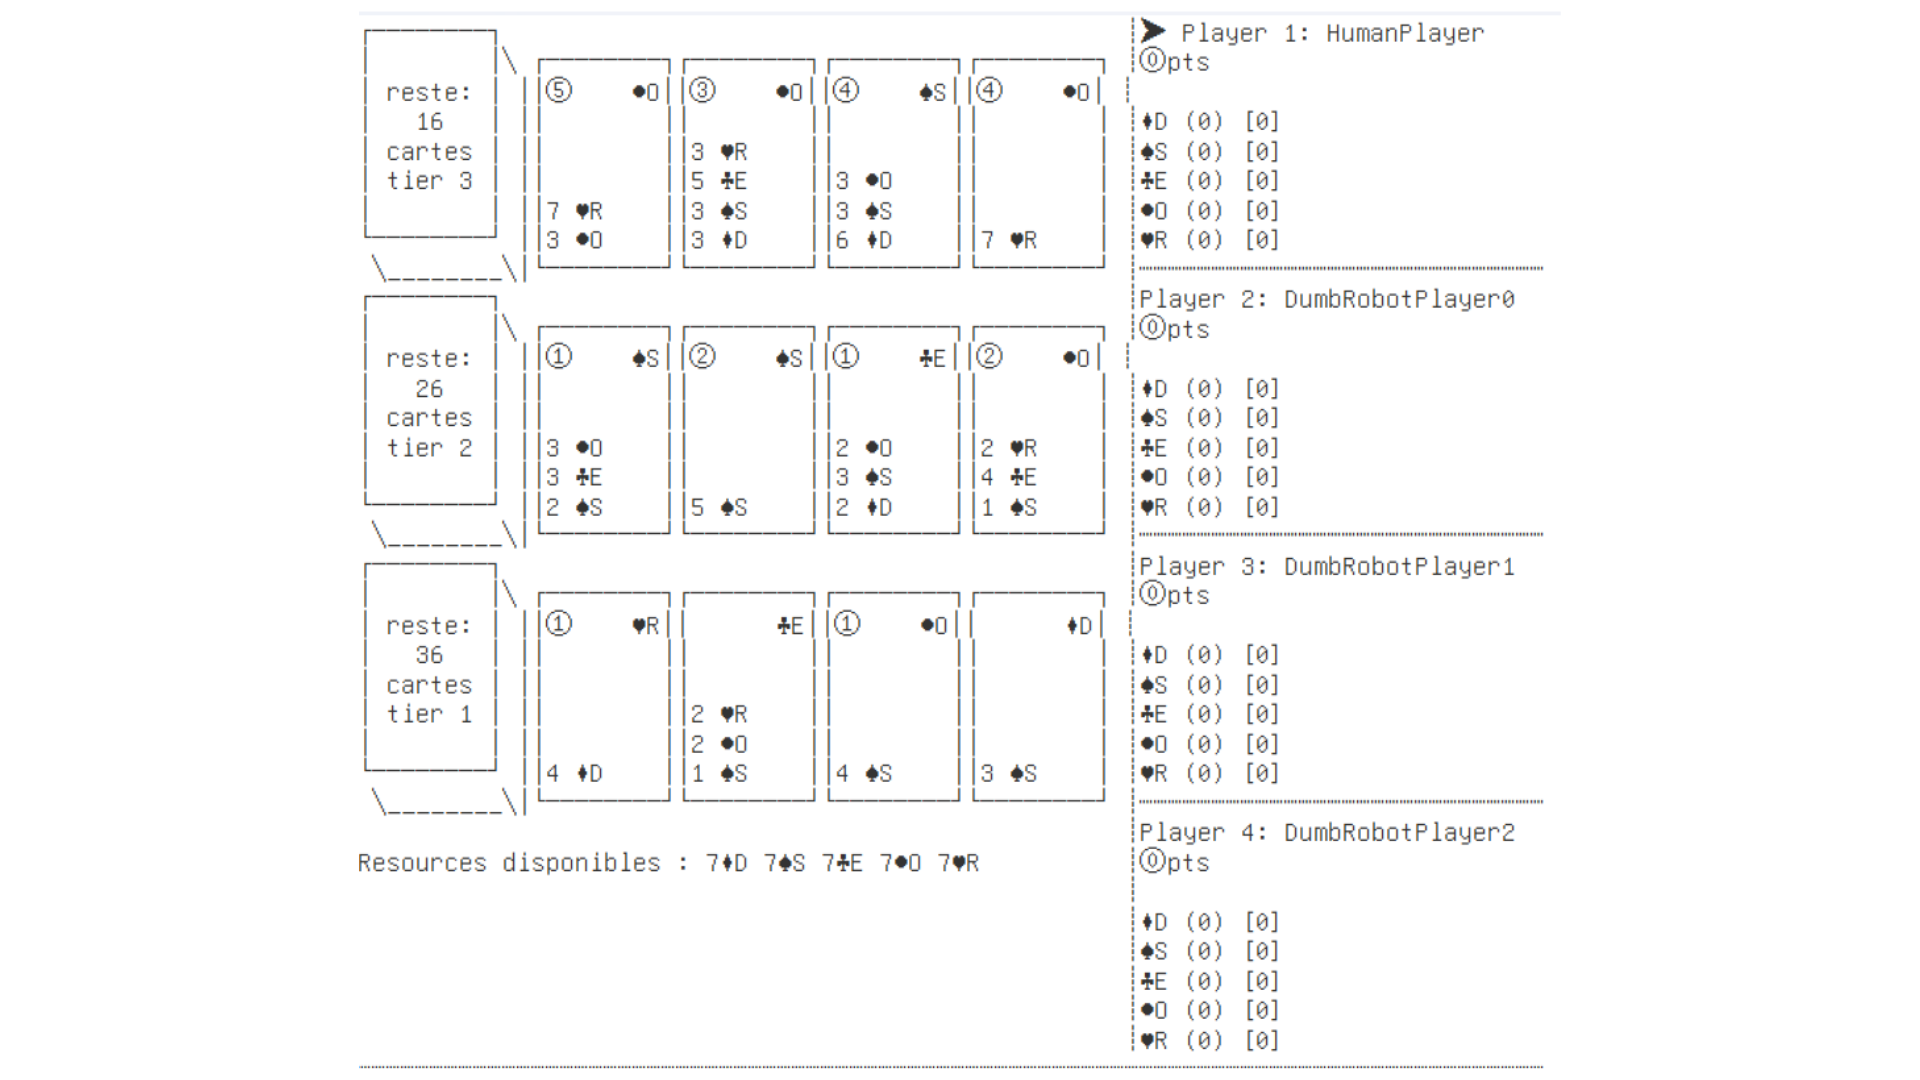 reste:
16
cartes
tier 3
⑤ ●O ③ ●O ④ ♠S ④ ●O
3 ♥R
5 ♣E 3 ●O
7 ♥R 3 ♠S 3 ♠S
3 ●O 3 ♦D 6 ♦D 7 ♥R
reste:
26
cartes
tier 2
① ♠S ② ♠S ① ♣E ② ●O
3 ●O 2 ●O 2 ♥R
3 ♣E 3 ♠S 4 ♣E
2 ♠S 5 ♠S 2 ♦D 1 ♠S
reste:
36
cartes
tier 1
① ♥R ♣E ① ●O ♦D
2 ♥R
2 ●O
4 ♦D 1 ♠S 4 ♠S 3 ♠S
Resources disponibles : 7♦D 7♠S 7♣E 7●O 7♥R
➤ Player 1: HumanPlayer
⓪pts
♦D (0) [0]
♠S (0) [0]
♣E (0) [0]
●O (0) [0]
♥R (0) [0]
Player 2: DumbRobotPlayer0
⓪pts
♦D (0) [0]
♠S (0) [0]
♣E (0) [0]
●O (0) [0]
♥R (0) [0]
Player 3: DumbRobotPlayer1
⓪pts
♦D (0) [0]
♠S (0) [0]
♣E (0) [0]
●O (0) [0]
♥R (0) [0]
Player 4: DumbRobotPlayer2
⓪pts
♦D (0) [0]
♠S (0) [0]
♣E (0) [0]
●O (0) [0]
♥R (0) [0]